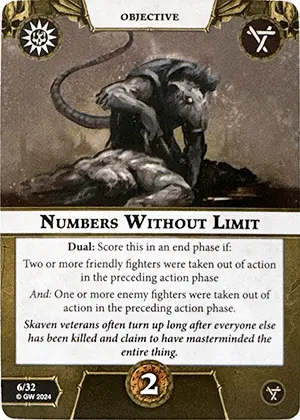 OBJECTIVE
NUMBERS WITHOUT LIMIT
Dual: Score this in an end phase if:
Two or more friendly fighters were taken out of action
in the preceding action phase
And: One or more enemy fighters were taken out of
action in the preceding action phase.
Skaven veterans often turn up long after everyone else
has been killed and claim to have masterminded the
entire thing.
6/32
© GW 2024
2